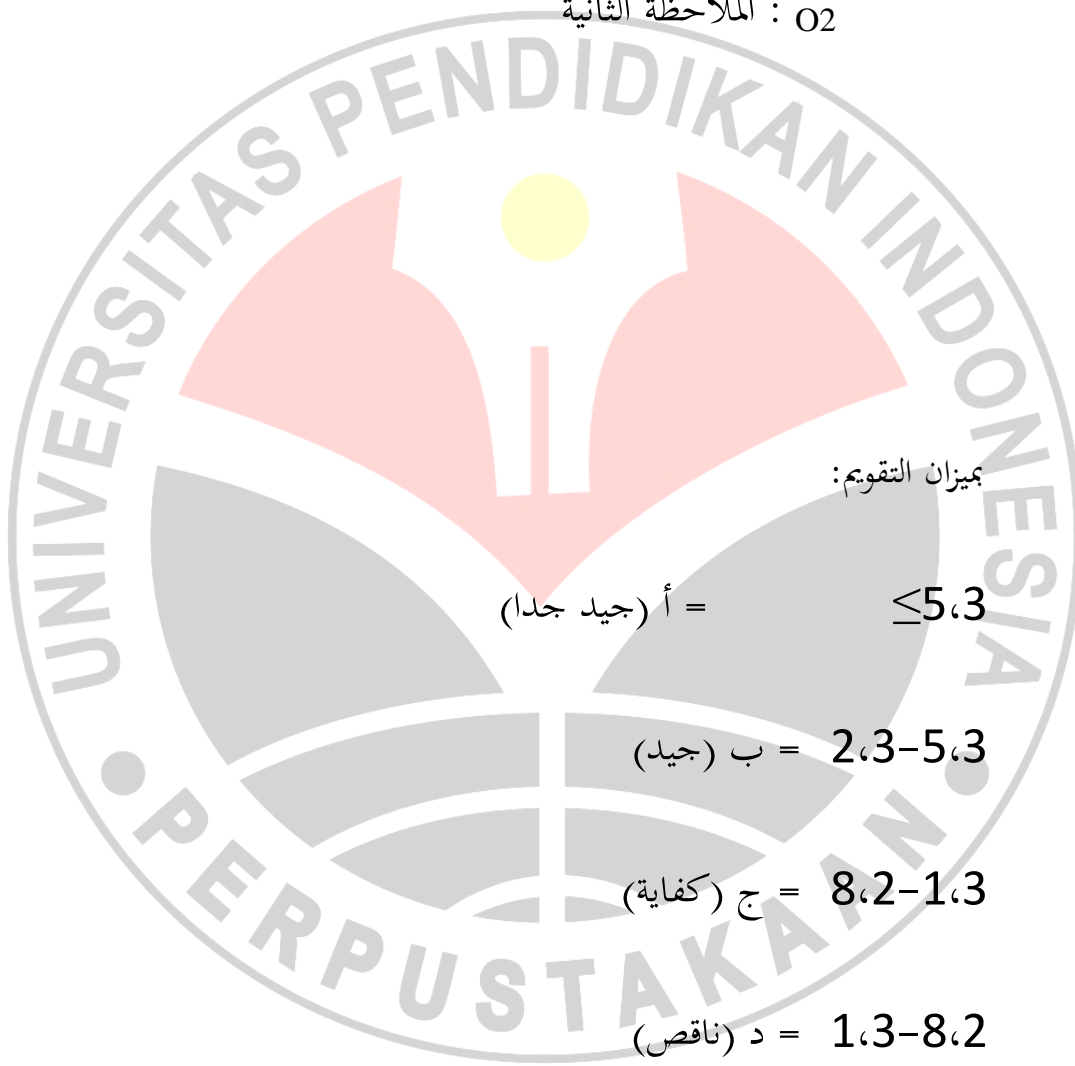 O2 : الملاحظة الثانية
UNIVERSITAS PENDIDIKAN INDONESIA
بميزان التقويم:
≤5،3 = أ (جيد جدا)
2،3–5،3 = ب (جيد)
8،2–1،3 = ج (كفاية)
1،3–8،2 = د (ناقص)
PERPUSTAKAAN